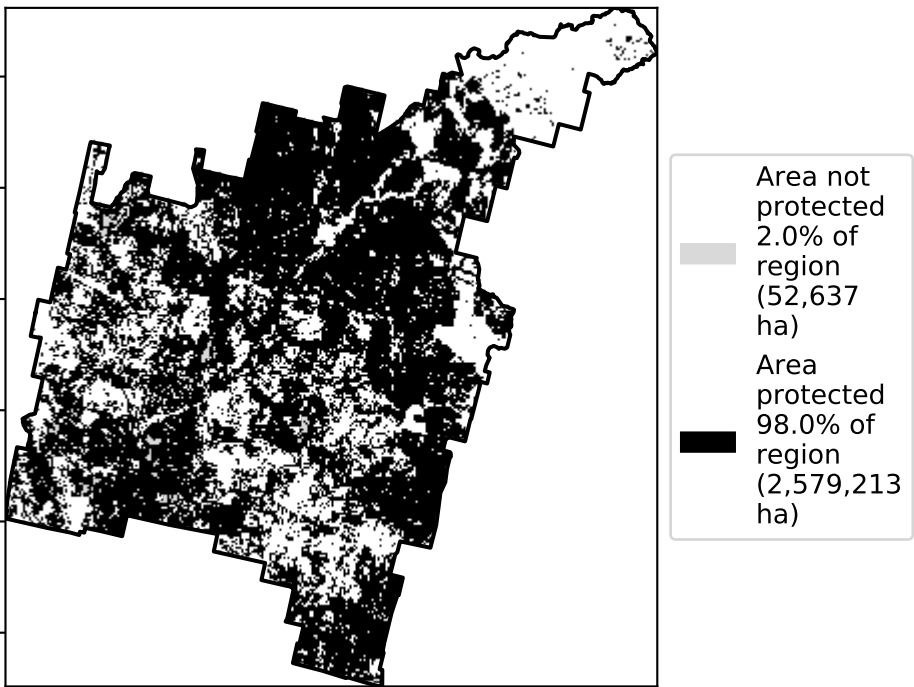 Area not
protected
2.0% of
region
(52,637
ha)
Area
protected
98.0% of
region
(2,579,213
ha)